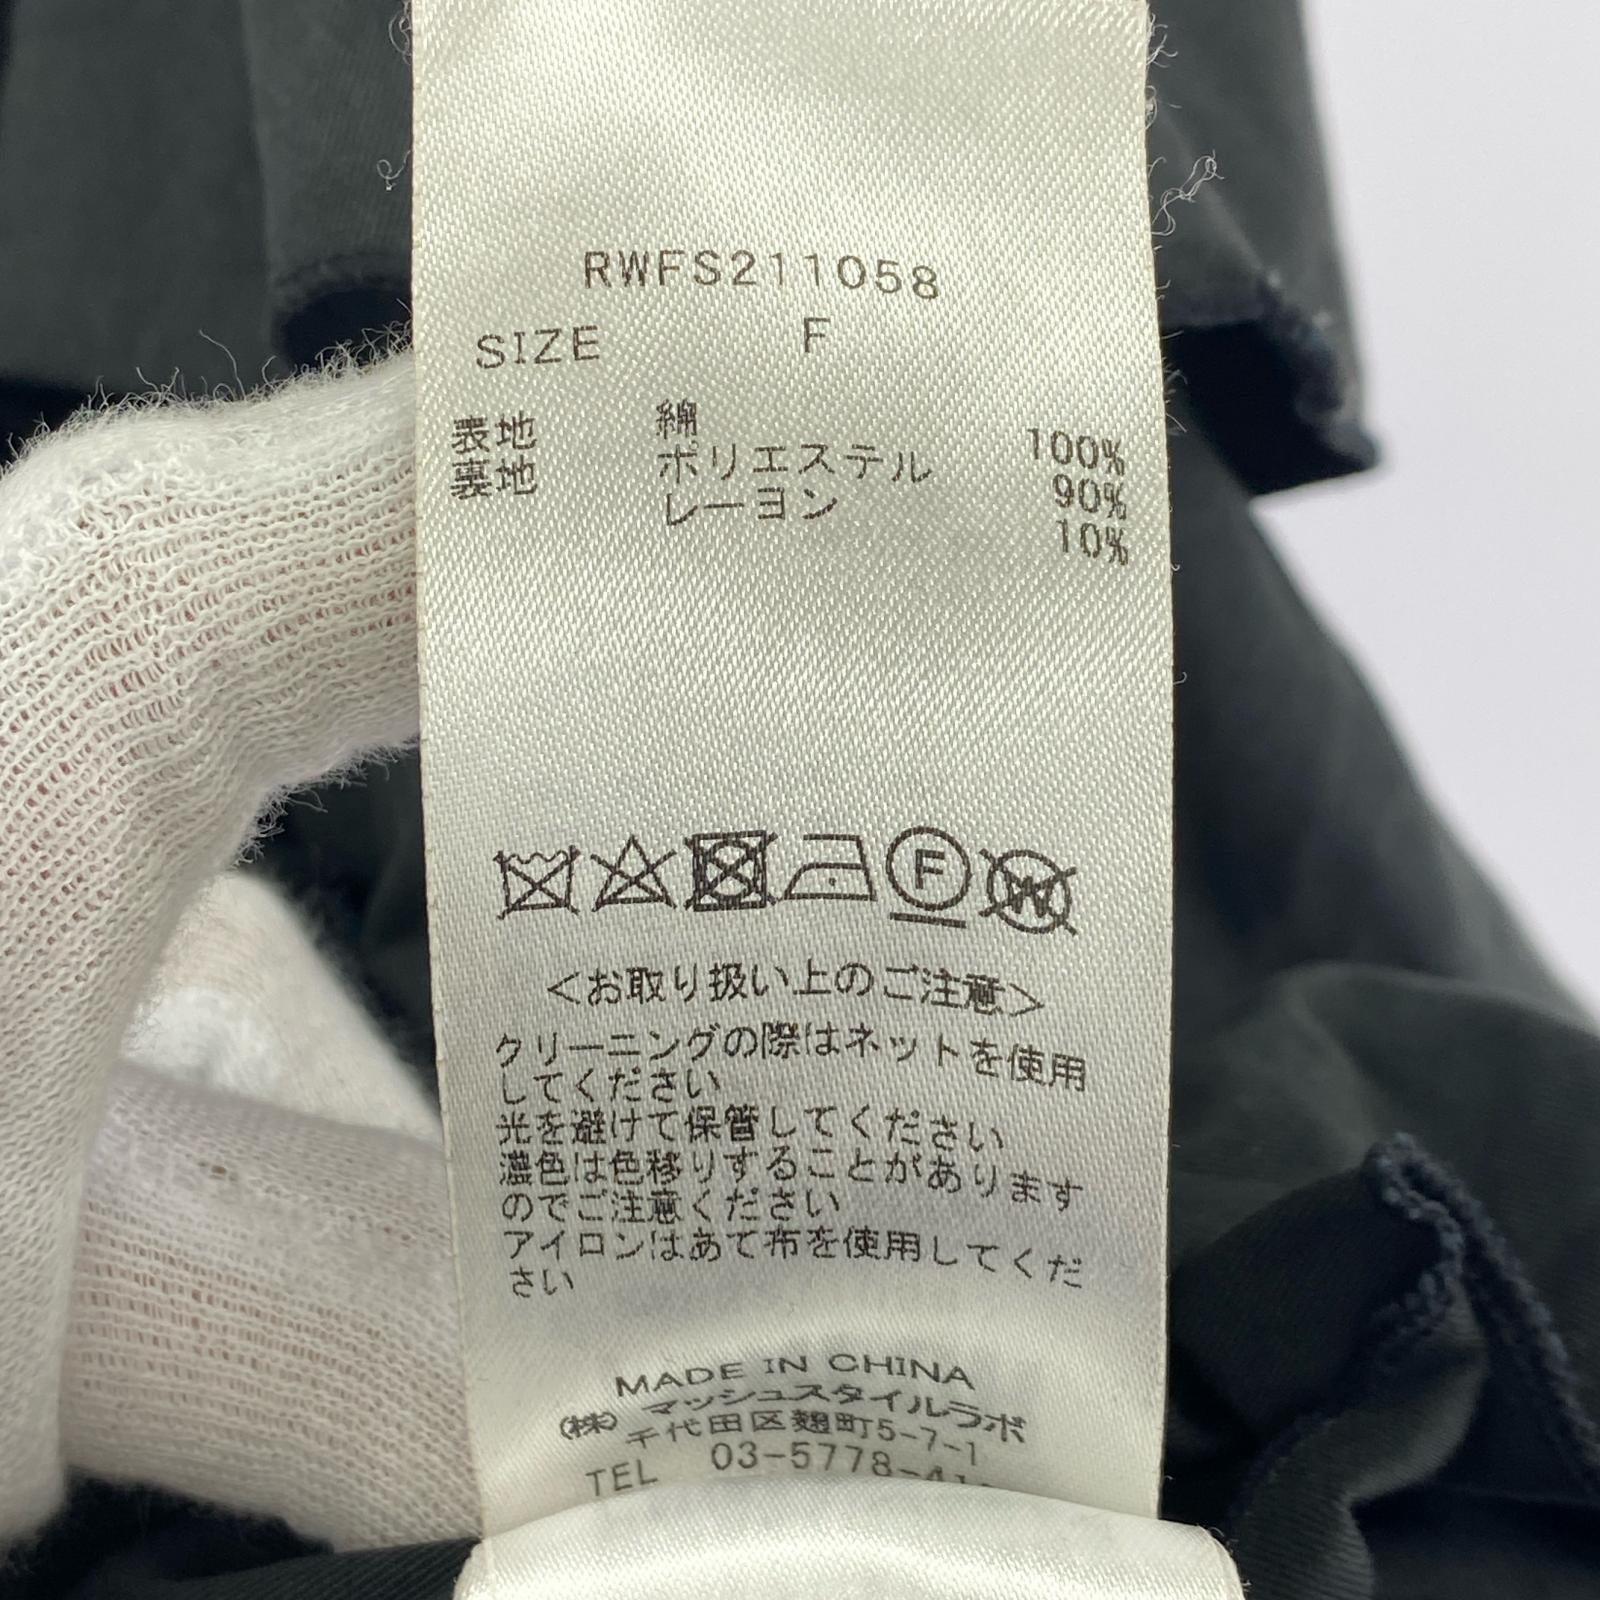 RWFS211058
SIZE F
表地 綿 100%
裏地 ポリエステル 90%
レーヨン 10%
F
W
<お取り扱い上のご注意>
クリーニングの際はネットを使用
してください
光を避けて保管してください
濃色は色移りすることがあります
のでご注意ください
アイロンはあて布を使用してくだ
さい
MADE IN CHINA
(株) マッシュスタイルラボ
千代田区麹町5-7-1
TEL 03-5778-